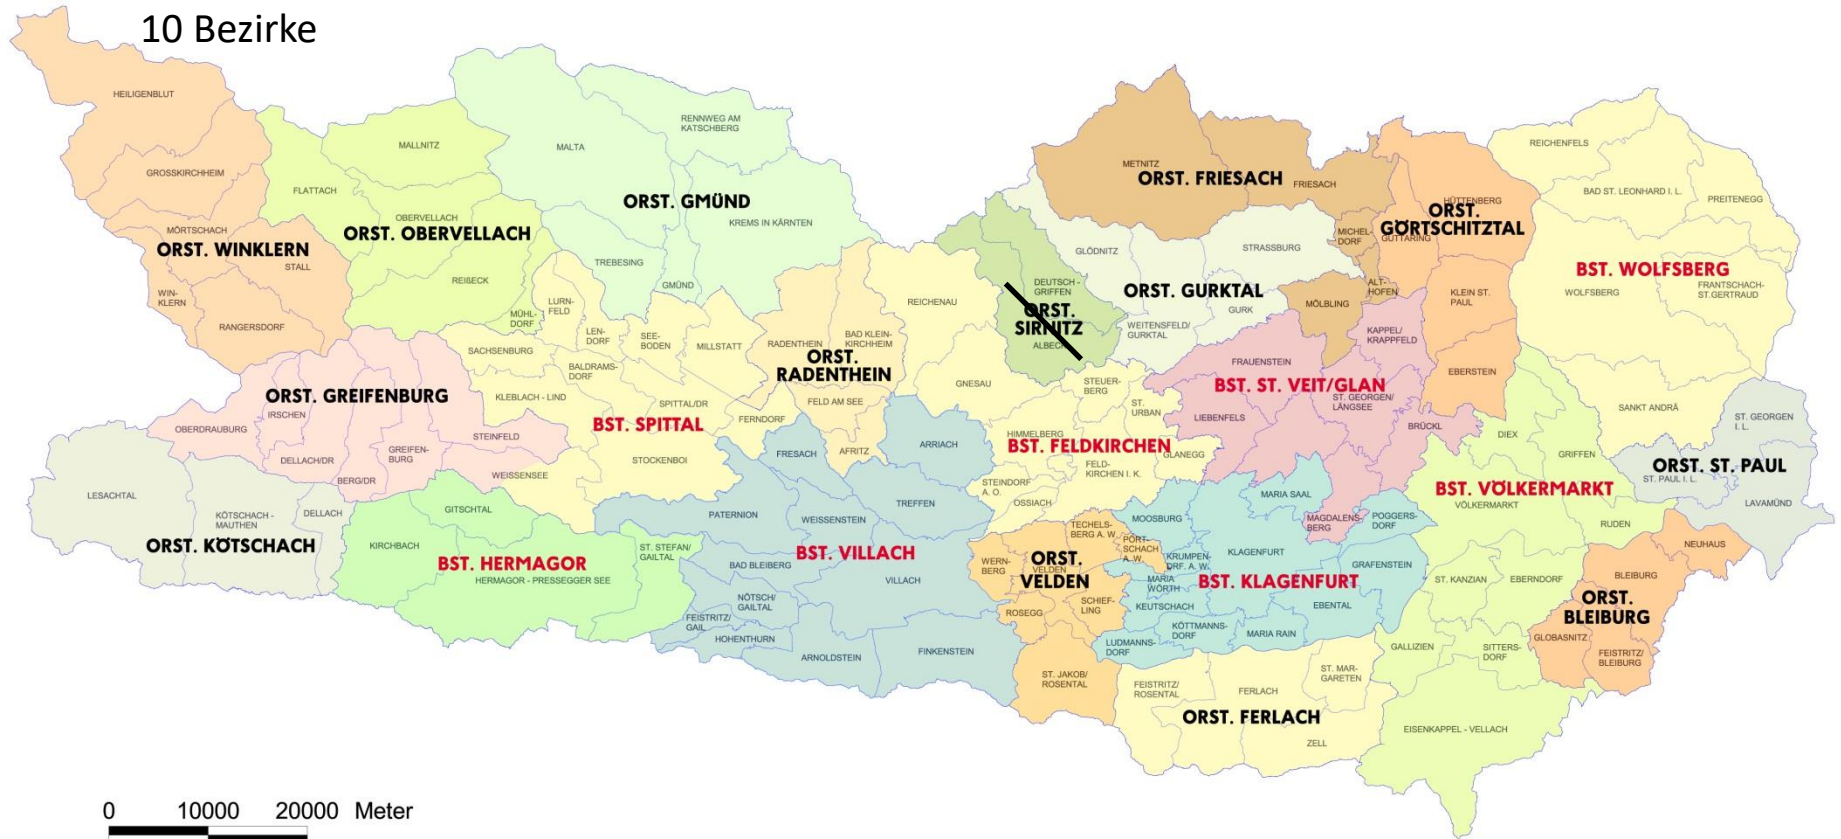 10 Bezirke
HEILIGENBLUT
GROSSKIRCHHEIM
MÖRTSCHACH
ORST. WINKLERN
STALL
WIN-
KLERN
RANGERSDORF
MALLNITZ
FLATTACH
OBERVELLACH
ORST. OBERVELLACH
REIßECK
MÜHL-
DORF
RENNWEG AM
KATSCHBERG
MALTA
ORST. GMÜND
KREMS IN KÄRNTEN
TREBESING
GMÜND
LURN-
FELD
LEN-
DORF
SEE-
BODEN
MILLSTATT
SACHSENBURG
BALDRAMS-
DORF
KLEBLACH - LIND
SPITTAL/DR
BST. SPITTAL
FERNDORF
STOCKENBOI
WEISSENSEE
RADENTHEIN
BAD KLEIN-
KIRCHHEIM
ORST.
RADENTHEIN
FELD AM SEE
AFRITZ
ORST. GREIFENBURG
IRSCHEN
OBERDRAUBURG
DELLACH/DR
BERG/DR
GREIFEN-
BURG
STEINFELD
LESACHTAL
KÖTSCHACH -
MAUTHEN
DELLACH
ORST. KÖTSCHACH
GITSCHTAL
KIRCHBACH
BST. HERMAGOR
HERMAGOR - PRESSEGGER SEE
ST. STEFAN/
GAILTAL
FRESACH
ARRIACH
TREFFEN
PATERNION
WEISSENSTEIN
BST. VILLACH
BAD BLEIBERG
VILLACH
NÖTSCH/
GAILTAL
FEISTRITZ/
GAIL
HOHENTHURN
ARNOLDSTEIN
FINKENSTEIN
REICHENAU
GNESAU
STEUER-
BERG
ST.
URBAN
HIMMELBERG
BST. FELDKIRCHEN
GLANEGG
FELD-
KIRCHEN I. K.
STEINDORF
A. O.
OSSIACH
DEUTSCH -
GRIFFEN
ORST.
SIRNITZ
ALBECK
GLÖDNITZ
STRASSBURG
ORST. GURKTAL
GURK
WEITENSFELD/
GURKTAL
METNITZ
ORST. FRIESACH
FRIESACH
MICHEL-
DORF
ALT-
HOFEN
MÖLBLING
HÜTTENBERG
ORST.
GÖRTSCHITZTAL
GUTTARING
KLEIN ST.
PAUL
EBERSTEIN
KAPPEL/
KRAPPFELD
FRAUENSTEIN
BST. ST. VEIT/GLAN
ST. GEORGEN/
LÄNGSEE
LIEBENFELS
BRÜCKL
MAGDALENS-
BERG
REICHENFELS
BAD ST. LEONHARD I. L.
PREITENEGG
BST. WOLFSBERG
WOLFSBERG
FRANTSCHACH-
ST.GERTRAUD
SANKT ANDRÄ
ST. GEORGEN
I. L.
ORST. ST. PAUL
ST. PAUL I. L.
LAVAMÜND
DIEX
GRIFFEN
BST. VÖLKERMARKT
VÖLKERMARKT
RUDEN
ST. KANZIAN
EBERNDORF
GALLIZIEN
SITTERS-
DORF
EISENKAPPEL - VELLACH
NEUHAUS
BLEIBURG
ORST.
BLEIBURG
GLOBASNITZ
FEISTRITZ/
BLEIBURG
TECHELS-
BERG A. W.
PÖRT-
SCHACH
A. W.
WERN-
BERG
ORST.
VELDEN
VELDEN
ROSEGG
SCHIEF-
LING
ST. JAKOB/
ROSENTAL
MARIA SAAL
MOOSBURG
POGGERS-
DORF
KRUMPEN-
DRF. A. W.
KLAGENFURT
GRAFENSTEIN
BST. KLAGENFURT
MARIA
WÖRTH
KEUTSCHACH
EBENTAL
KÖTTMANNS-
DORF
MARIA RAIN
LUDMANNS-
DORF
FEISTRITZ/
ROSENTAL
FERLACH
ST. MAR-
GARETEN
ORST. FERLACH
ZELL
0 10000 20000 Meter